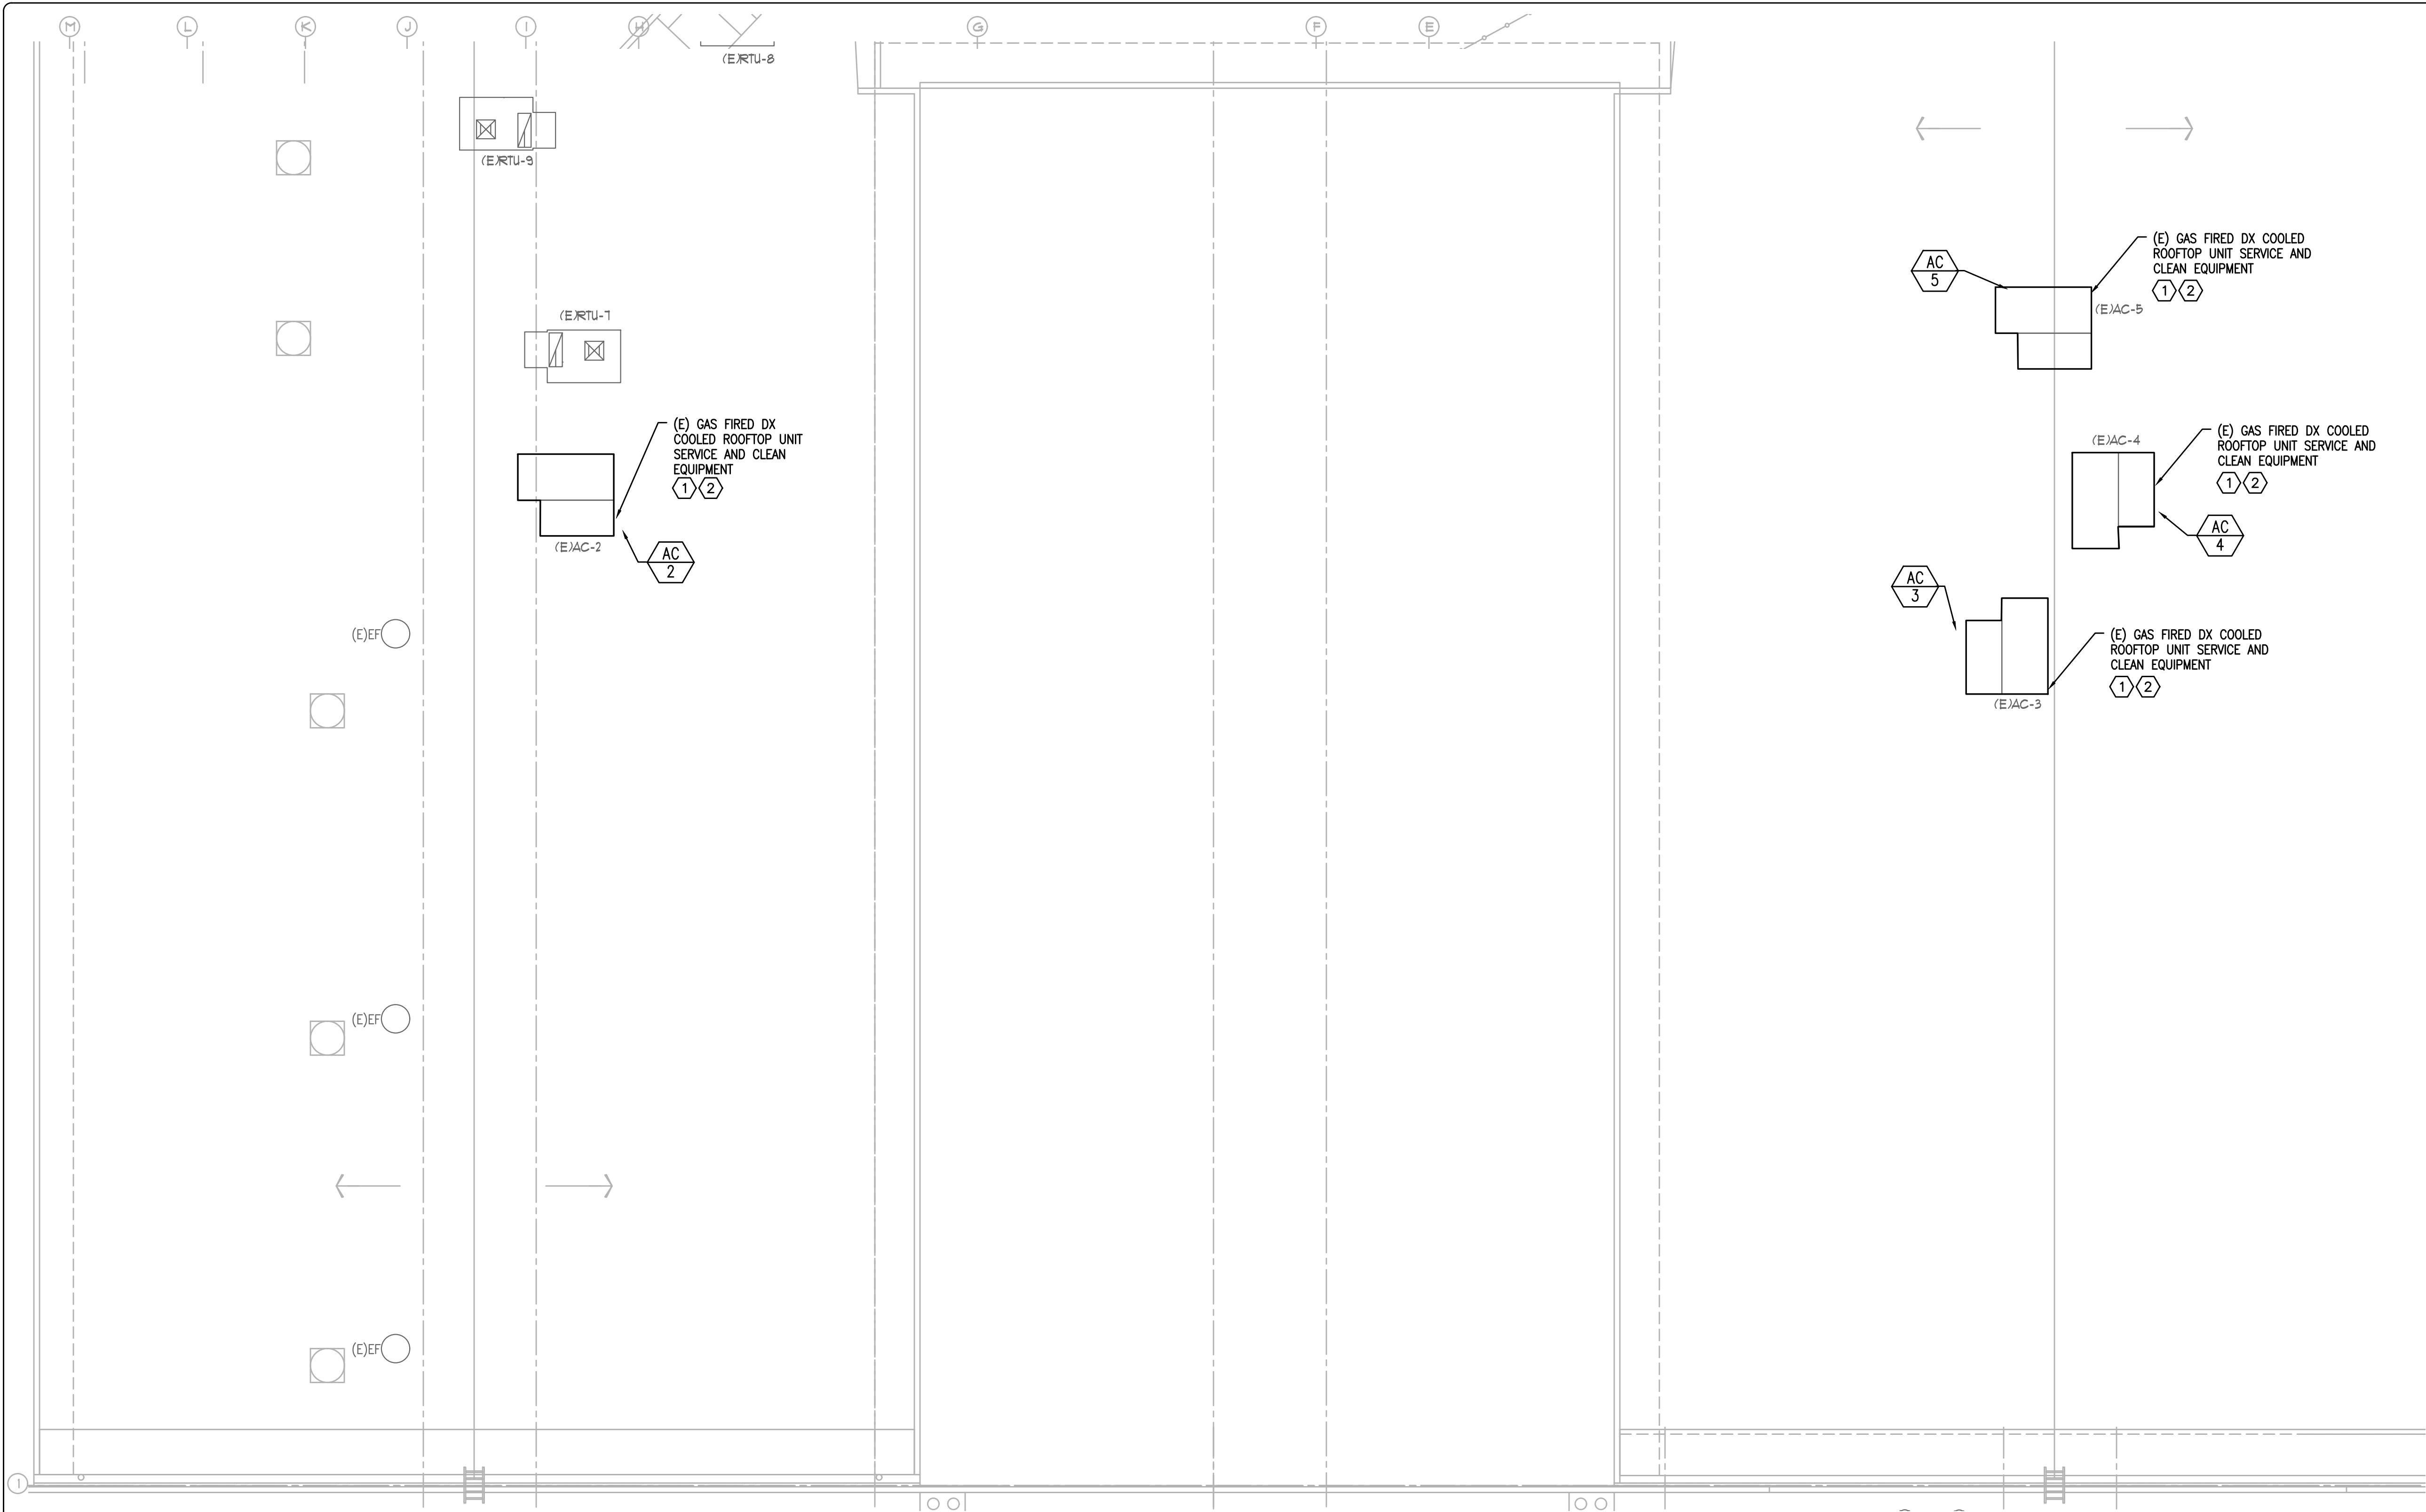 M L K J I H G F E
(E)RTU-8
(E)RTU-9
(E)RTU-7
(E) GAS FIRED DX
COOLED ROOFTOP UNIT
SERVICE AND CLEAN
EQUIPMENT
1 2
(E)AC-2
AC
2
(E)EF
(E)EF
(E)EF
AC
5
(E) GAS FIRED DX COOLED
ROOFTOP UNIT SERVICE AND
CLEAN EQUIPMENT
1 2
(E)AC-5
(E)AC-4
(E) GAS FIRED DX COOLED
ROOFTOP UNIT SERVICE AND
CLEAN EQUIPMENT
1 2
AC
4
AC
3
(E) GAS FIRED DX COOLED
ROOFTOP UNIT SERVICE AND
CLEAN EQUIPMENT
1 2
(E)AC-3
1